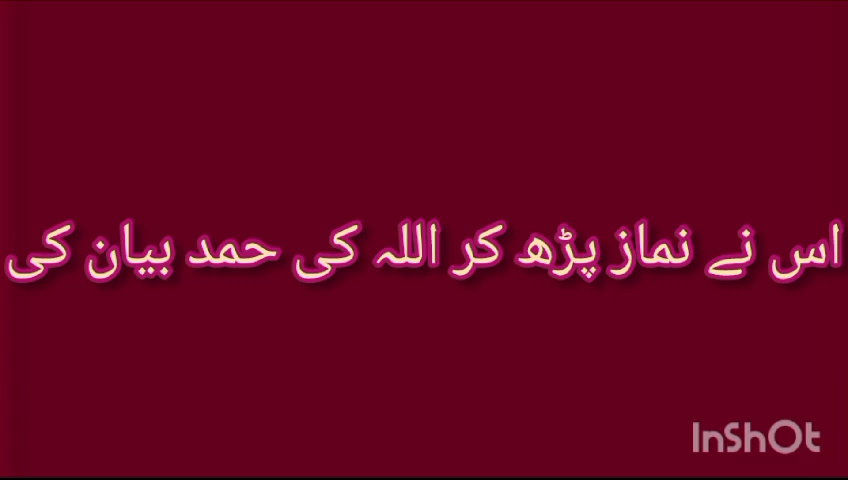 اس نے نماز پڑھ کر اللہ کی حمد بیان کی
InShOt